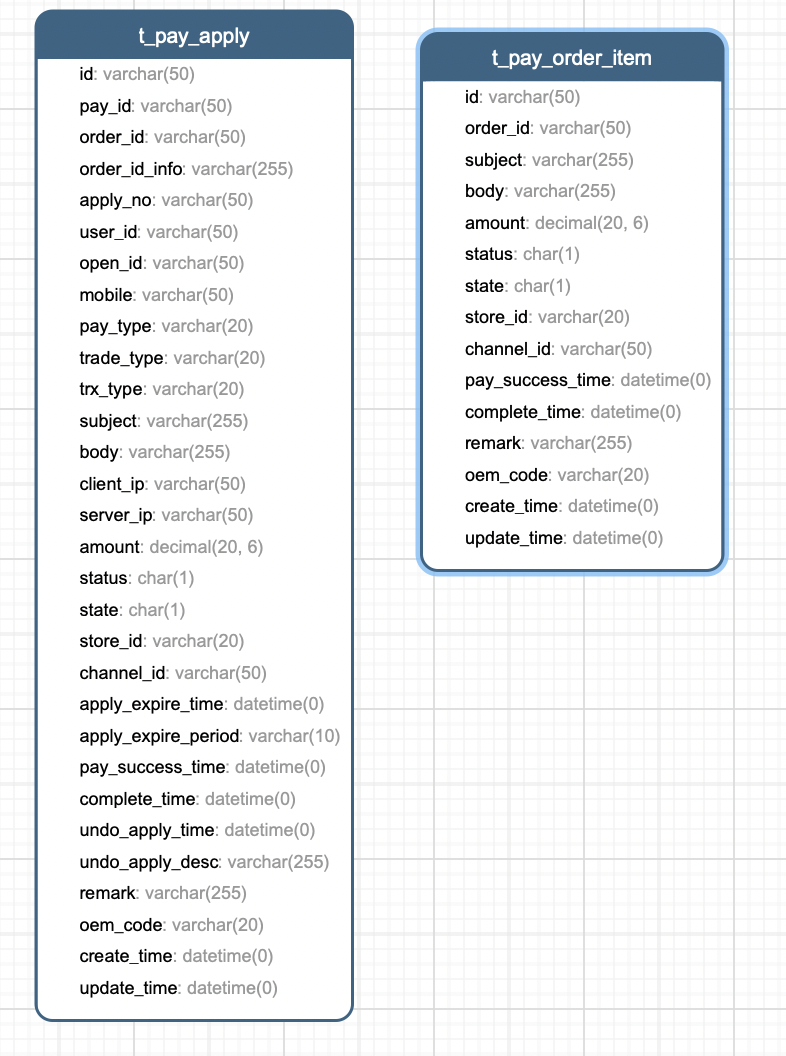 t_pay_apply
id: varchar(50)
pay_id: varchar(50)
order_id: varchar(50)
order_id_info: varchar(255)
apply_no: varchar(50)
user_id: varchar(50)
open_id: varchar(50)
mobile: varchar(50)
pay_type: varchar(20)
trade_type: varchar(20)
trx_type: varchar(20)
subject: varchar(255)
body: varchar(255)
client_ip: varchar(50)
server_ip: varchar(50)
amount: decimal(20, 6)
status: char(1)
state: char(1)
store_id: varchar(20)
channel_id: varchar(50)
apply_expire_time: datetime(0)
apply_expire_period: varchar(10)
pay_success_time: datetime(0)
complete_time: datetime(0)
undo_apply_time: datetime(0)
undo_apply_desc: varchar(255)
remark: varchar(255)
oem_code: varchar(20)
create_time: datetime(0)
update_time: datetime(0)
t_pay_order_item
id: varchar(50)
order_id: varchar(50)
subject: varchar(255)
body: varchar(255)
amount: decimal(20, 6)
status: char(1)
state: char(1)
store_id: varchar(20)
channel_id: varchar(50)
pay_success_time: datetime(0)
complete_time: datetime(0)
remark: varchar(255)
oem_code: varchar(20)
create_time: datetime(0)
update_time: datetime(0)